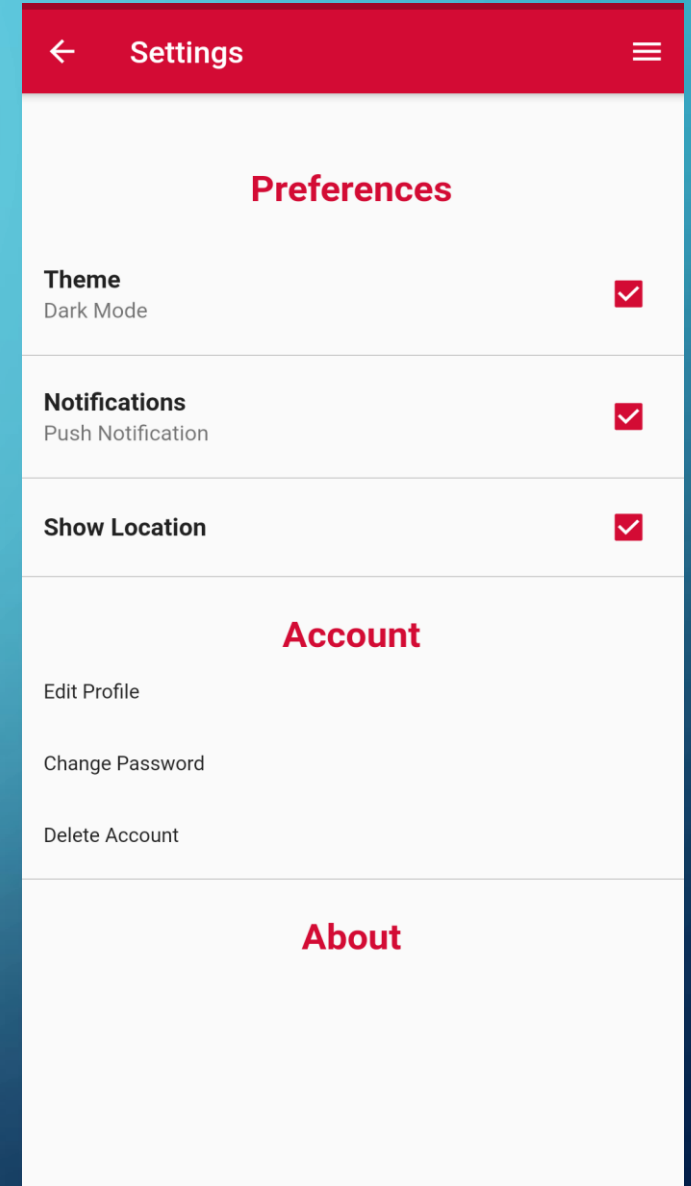 Settings
Preferences
Theme
Dark Mode
Notifications
Push Notification
Show Location
Account
Edit Profile
Change Password
Delete Account
About